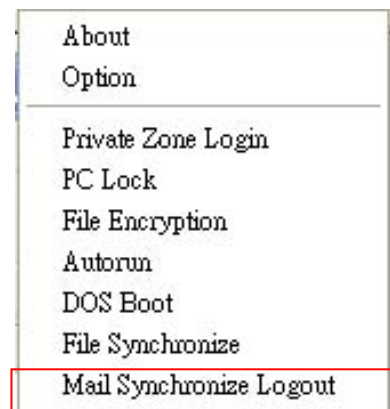 About
Option
Private Zone Login
PC Lock
File Encryption
Autorun
DOS Boot
File Synchronize
Mail Synchronize Logout